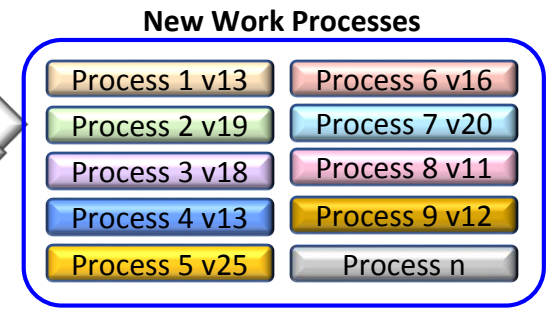 New Work Processes
Process 1 v13
Process 2 v19
Process 3 v18
Process 4 v13
Process 5 v25
Process 6 v16
Process 7 v20
Process 8 v11
Process 9 v12
Process n